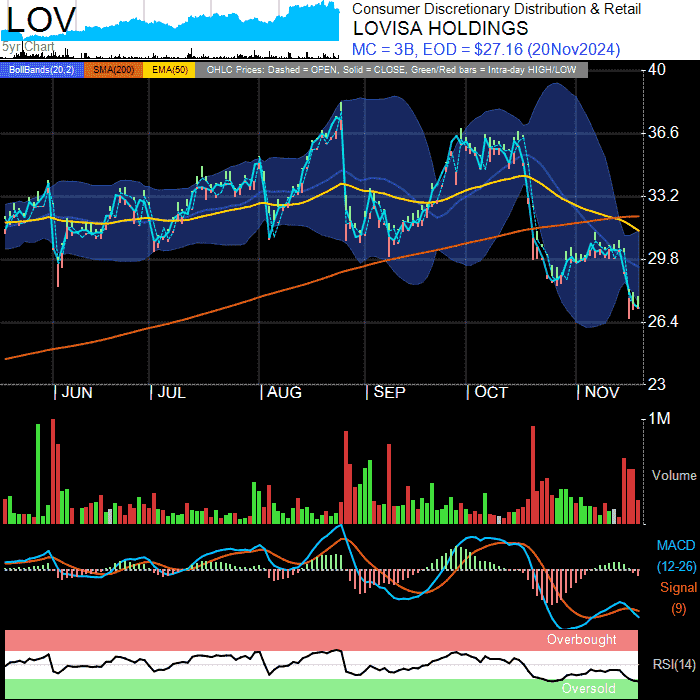 LOV
5yr Chart
Consumer Discretionary Distribution & Retail
LOVISA HOLDINGS
MC = 3B, EOD = $27.16 (20Nov2024)
BollBands(20,2) SMA(200) EMA(50) OHLC Prices: Dashed = OPEN, Solid = CLOSE, Green/Red bars = Intra-day HIGH/LOW
40
36.6
33.2
29.8
26.4
23
| JUN | JUL | AUG | SEP | OCT | NOV
1M
Volume
MACD
(12-26)
Signal
(9)
Overbought
RSI(14)
Oversold